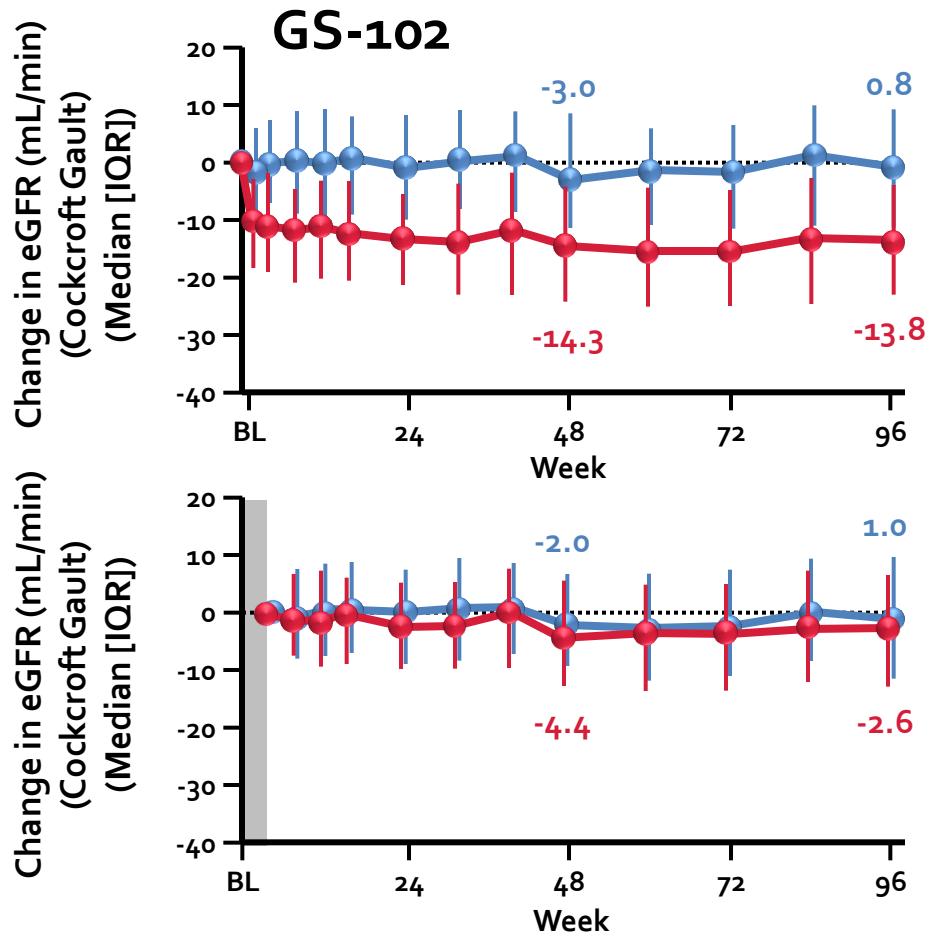 GS-102
Change in eGFR (mL/min)
(Cockcroft Gault)
(Median [IQR])
20
10
0
-10
-20
-30
-40
-3.0
0.8
-14.3
-13.8
BL
24
48
72
96
Week
Change in eGFR (mL/min)
(Cockcroft Gault)
(Median [IQR])
20
10
0
-10
-20
-30
-40
-2.0
1.0
-4.4
-2.6
BL
24
48
72
96
Week